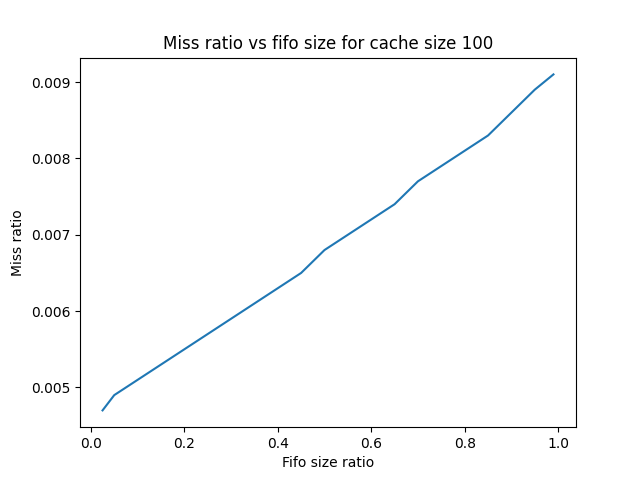 Miss ratio vs fifo size for cache size 100
0.009
0.008
0.007
0.006
0.005
Miss ratio
0.0 0.2 0.4 0.6 0.8 1.0
Fifo size ratio